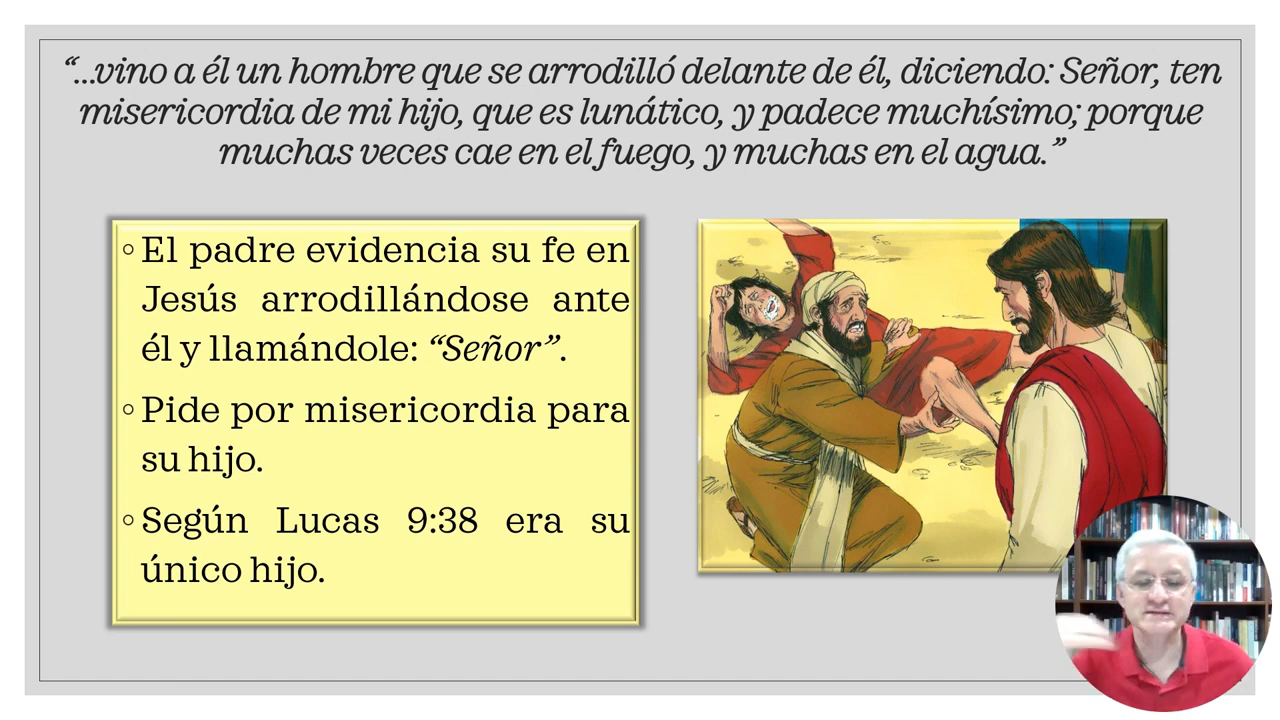 “...vino a él un hombre que se arrodilló delante de él, diciendo: Señor, ten
misericordia de mi hijo, que es lunático, y padece muchísimo; porque
muchas veces cae en el fuego, y muchas en el agua.”
◦El padre evidencia su fe en
Jesús arrodillándose ante
él y llamándole: “Señor”.
◦Pide por misericordia para
su hijo.
◦Según Lucas 9:38 era su
único hijo.